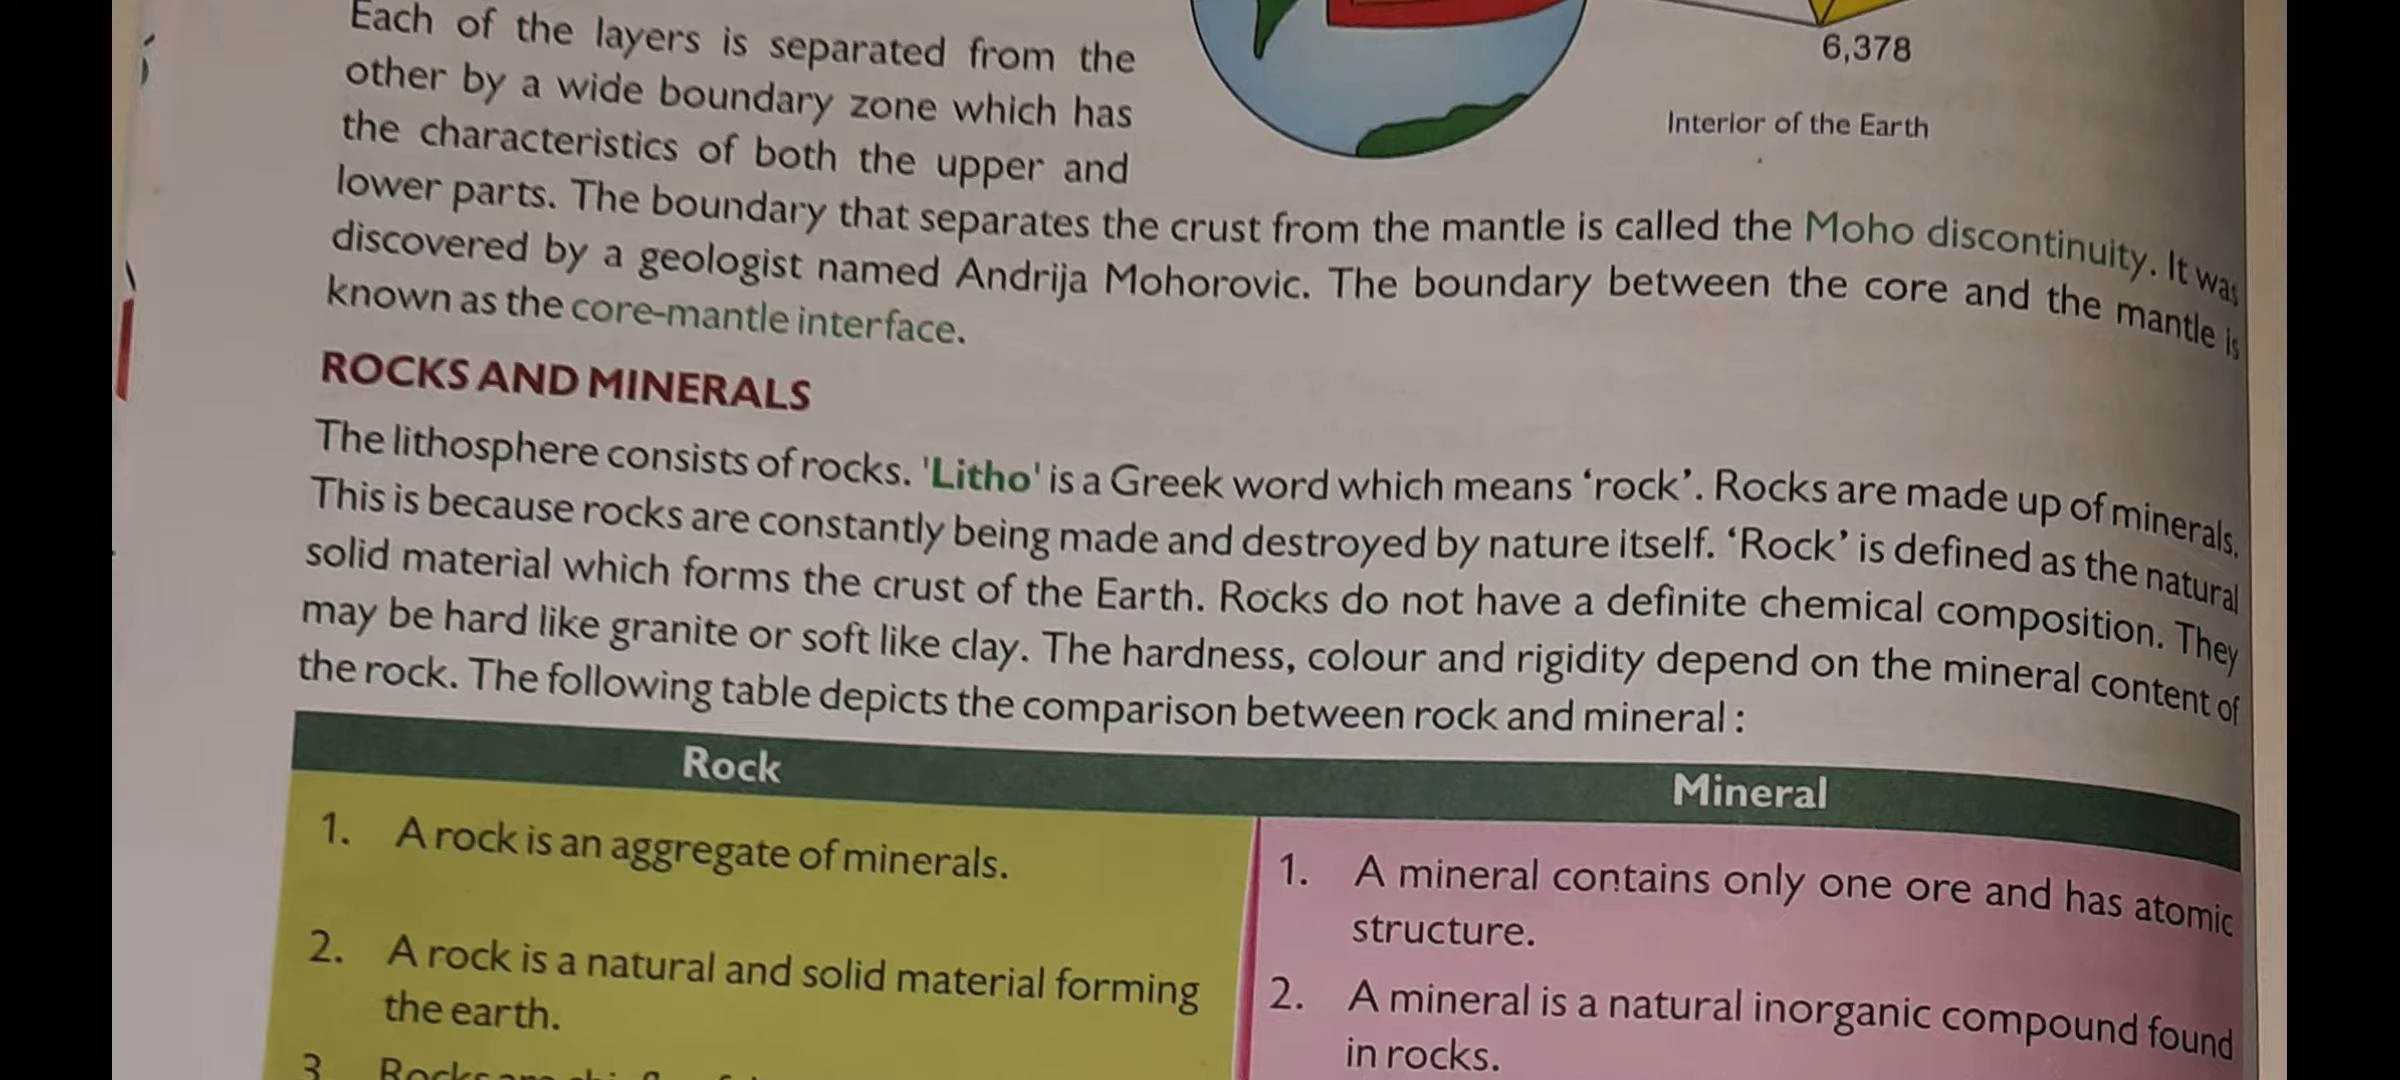 6,378
Interior of the Earth
Each of the layers is separated from the
other by a wide boundary zone which has
the characteristics of both the upper and
lower parts. The boundary that separates the crust from the mantle is called the Moho discontinuity. It was
discovered by a geologist named Andrija Mohorovic. The boundary between the core and the mantle is
known as the core-mantle interface.
ROCKS AND MINERALS
The lithosphere consists of rocks. 'Litho' is a Greek word which means ‘rock’. Rocks are made up of minerals.
This is because rocks are constantly being made and destroyed by nature itself. ‘Rock’ is defined as the natural
solid material which forms the crust of the Earth. Rocks do not have a definite chemical composition. They
may be hard like granite or soft like clay. The hardness, colour and rigidity depend on the mineral content of
the rock. The following table depicts the comparison between rock and mineral :
Rock
1. A rock is an aggregate of minerals.
2. A rock is a natural and solid material forming
the earth.
3 Rocks are
Mineral
1. A mineral contains only one ore and has atomic
structure.
2. A mineral is a natural inorganic compound found
in rocks.